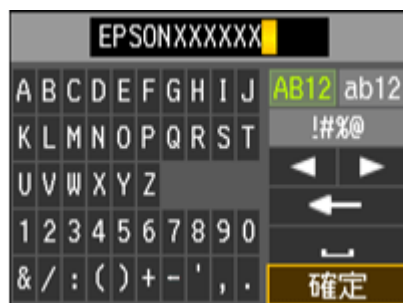 EPSONXXXXXX
A B C D E F G H I J
K L M N O P Q R S T
U V W X Y Z
1 2 3 4 5 6 7 8 9 0
& / : ( ) + - ' , .
AB12 ab12
!#%@
◀ ▶
←
␣
確定